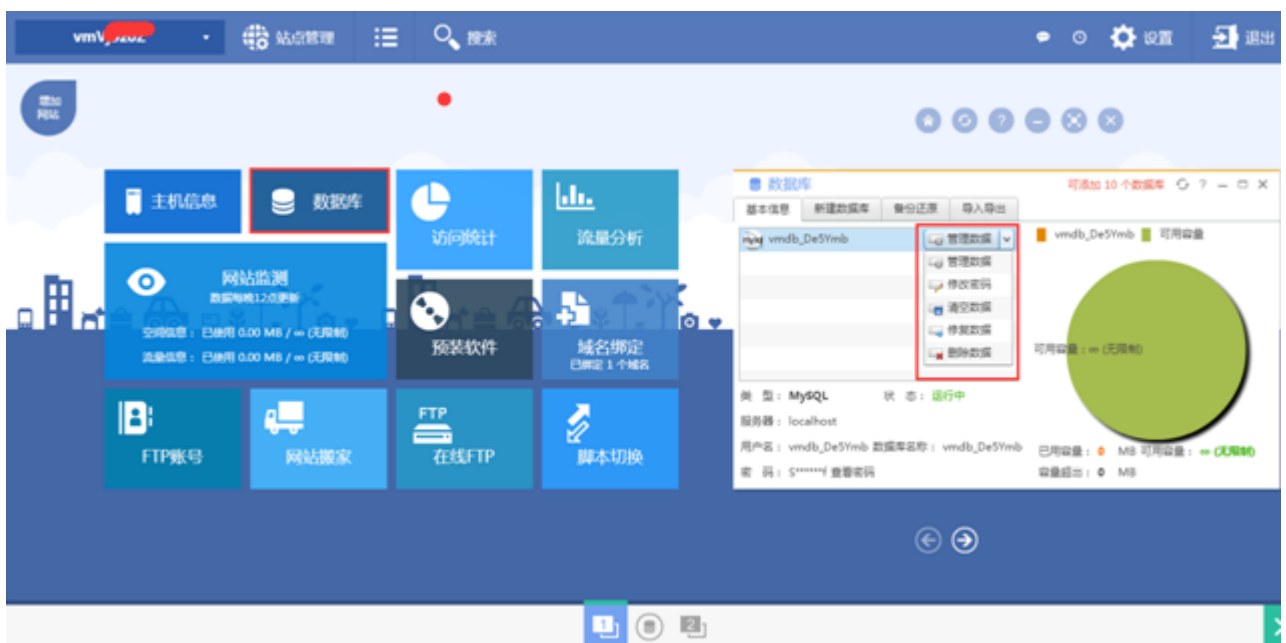 站点管理
搜索
设置
退出
增加
网站
主机信息
数据库
访问统计
流量分析
网站监测
数据每晚12点更新
空间信息： 已使用 0.00 MB / ∞ (无限制)
流量信息： 已使用 0.00 MB / ∞ (无限制)
预装软件
域名绑定
已绑定 1 个域名
FTP账号
网站搬家
FTP
在线FTP
脚本切换
数据库
可添加 10 个数据库
基本信息 新建数据库 备份还原 导入导出
vmdb_De5Ymb
管理数据
管理数据
修改密码
清空数据
修复数据
删除数据
vmdb_De5Ymb 可用容量
可用容量：∞ (无限制)
类 型： MySQL 状 态： 运行中
服务器： localhost
用户名： vmdb_De5Ymb 数据库名称： vmdb_De5Ymb
密 码： S******f 查看密码
已用容量： 0 MB 可用容量： ∞ (无限制)
容量超出： 0 MB
1
2